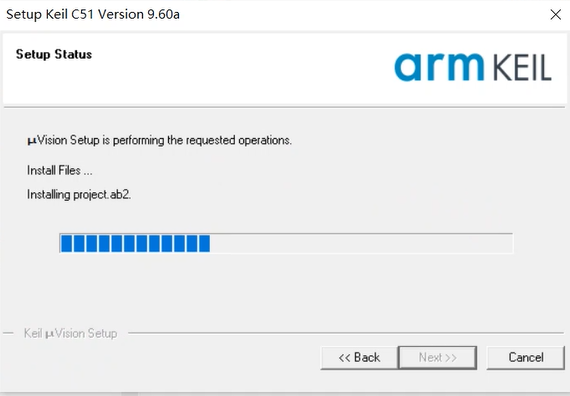 Setup Keil C51 Version 9.60a
Setup Status
arm KEIL
µVision Setup is performing the requested operations.
Install Files ...
Installing project.ab2.
Keil µVision Setup
<< Back
Next >>
Cancel